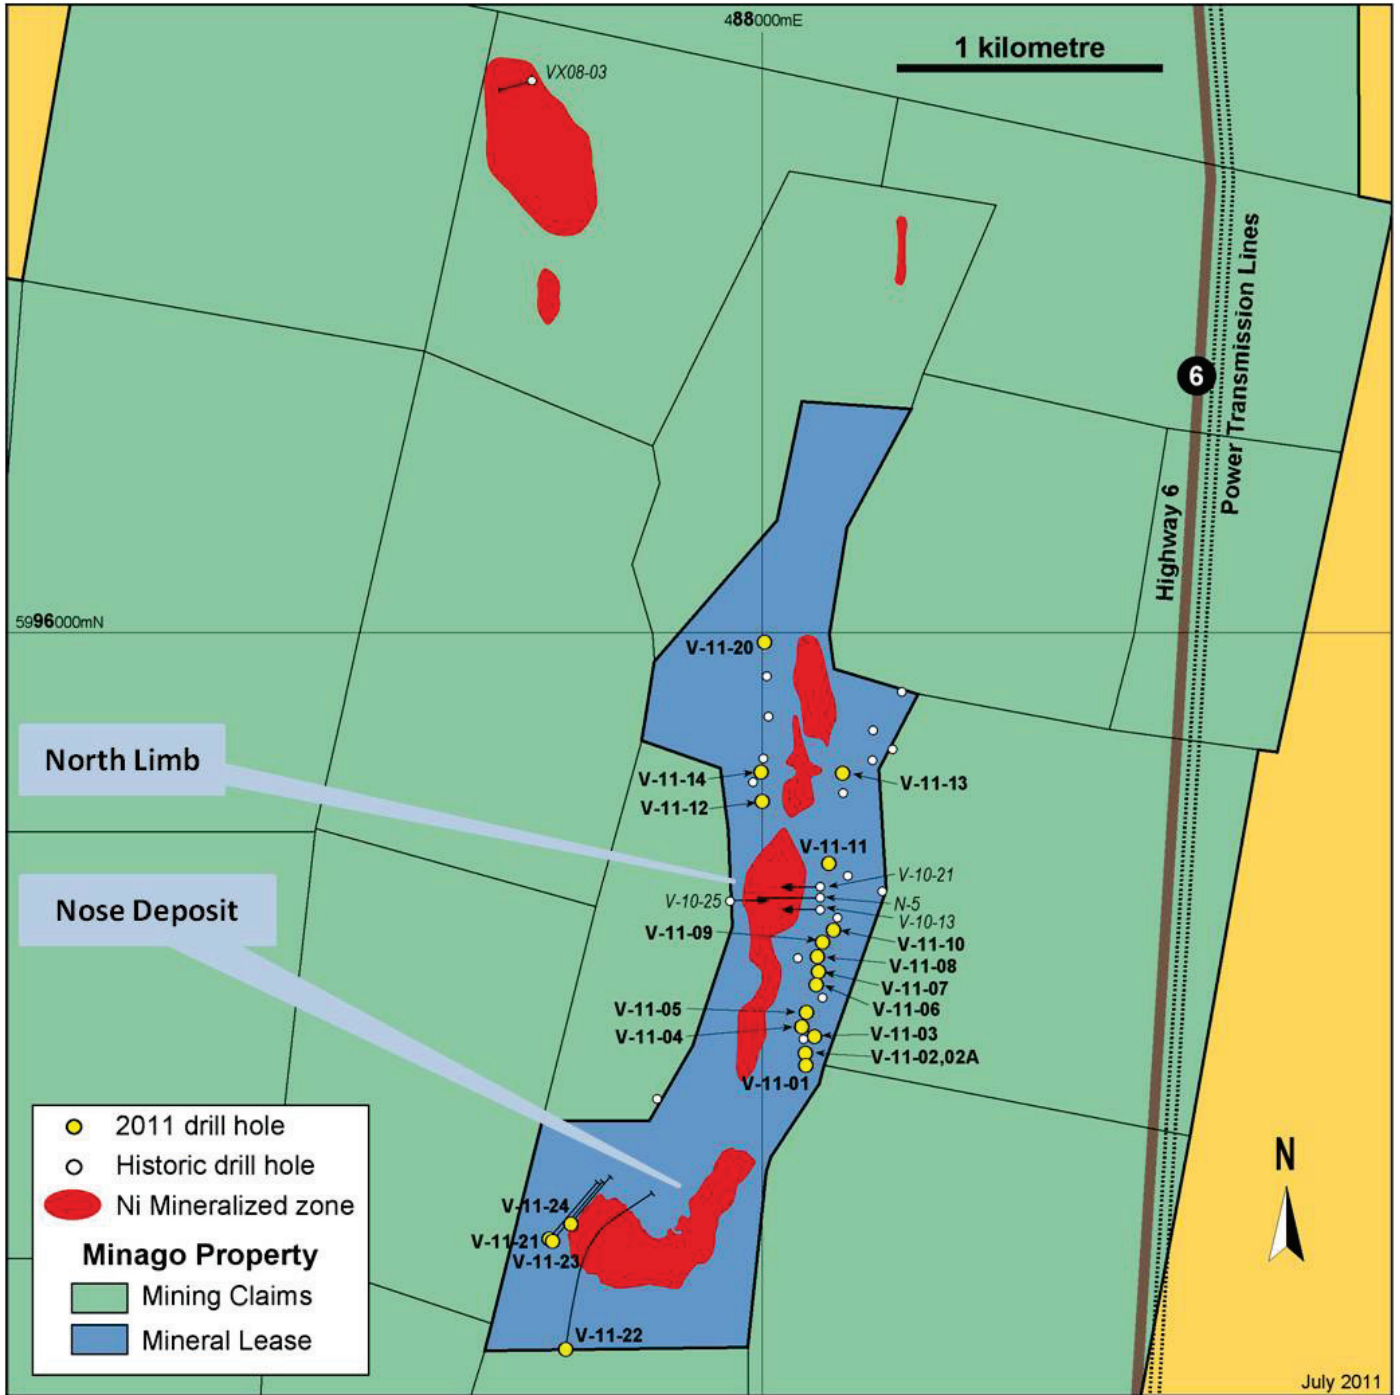 488000mE
1 kilometre
VX08-03
Power Transmission Lines
6
Highway 6
5996000mN
V-11-20
North Limb
V-11-14
V-11-13
V-11-12
V-11-11
V-10-21
V-10-25
N-5
Nose Deposit
V-10-13
V-11-09
V-11-10
V-11-08
V-11-07
V-11-05
V-11-06
V-11-04
V-11-03
V-11-02,02A
V-11-01
2011 drill hole
Historic drill hole
Ni Mineralized zone
Minago Property
Mining Claims
Mineral Lease
V-11-24
V-11-21
V-11-23
V-11-22
N
July 2011